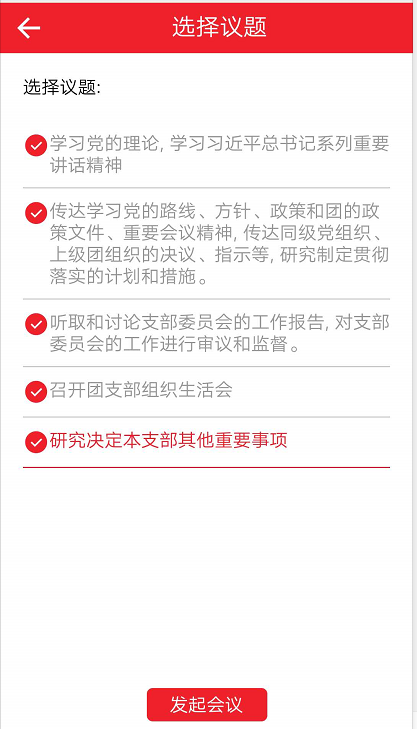 选择议题
选择议题:
学习党的理论, 学习习近平总书记系列重要
讲话精神
传达学习党的路线、方针、政策和团的政
策文件、重要会议精神, 传达同级党组织、
上级团组织的决议、指示等, 研究制定贯彻
落实的计划和措施。
听取和讨论支部委员会的工作报告, 对支部
委员会的工作进行审议和监督。
召开团支部组织生活会
研究决定本支部其他重要事项
发起会议